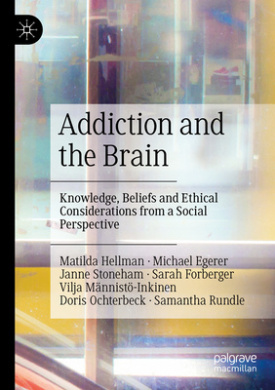 Addiction and
the Brain
Knowledge, Beliefs and Ethical
Considerations from a Social
Perspective
Matilda Hellman · Michael Egerer
Janne Stoneham · Sarah Forberger
Vilja Männistö-Inkinen
Doris Ochterbeck · Samantha Rundle
palgrave
macmillan